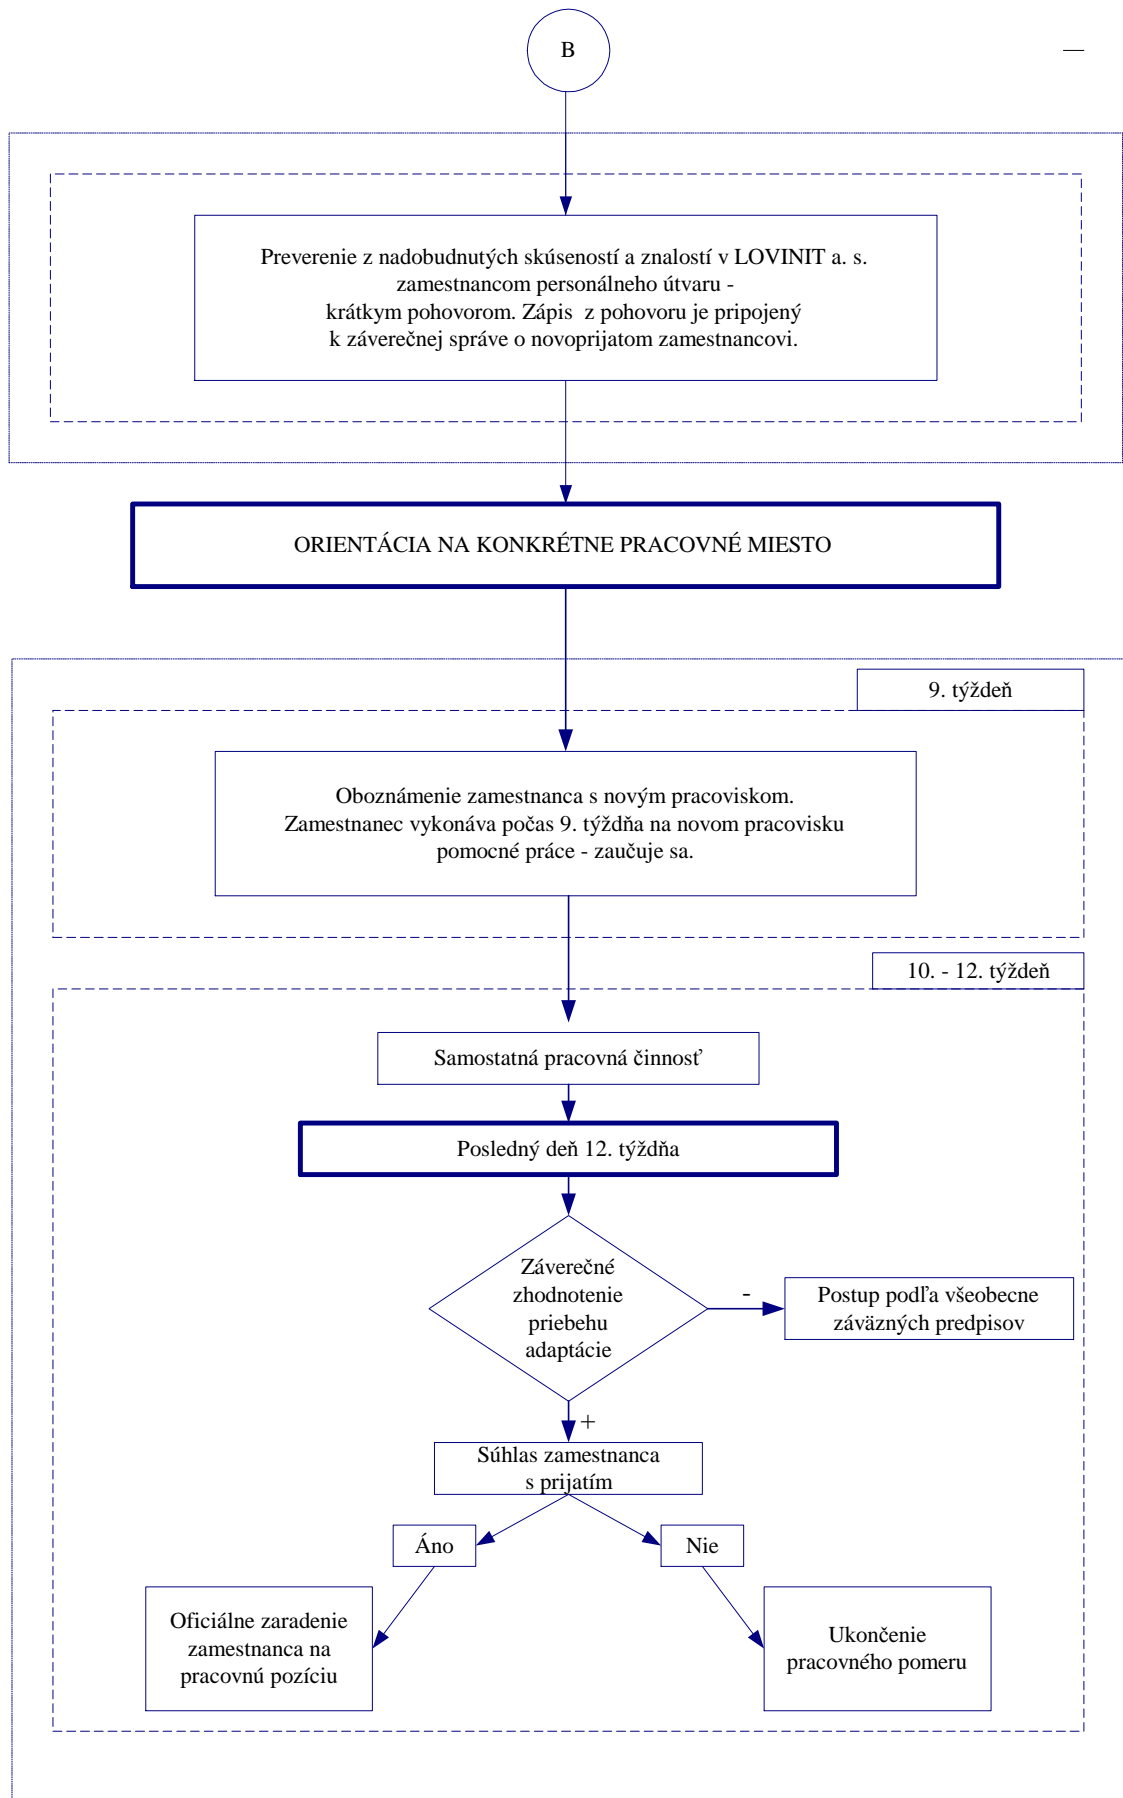 B
—
Preverenie z nadobudnutých skúseností a znalostí v LOVINIT a. s.
zamestnancom personálneho útvaru -
krátkym pohovorom. Zápis z pohovoru je pripojený
k záverečnej správe o novoprijatom zamestnancovi.
ORIENTÁCIA NA KONKRÉTNE PRACOVNÉ MIESTO
9. týždeň
Oboznámenie zamestnanca s novým pracoviskom.
Zamestnanec vykonáva počas 9. týždňa na novom pracovisku
pomocné práce - zaučuje sa.
10. - 12. týždeň
Samostatná pracovná činnosť
Posledný deň 12. týždňa
Záverečné
zhodnotenie
priebehu
adaptácie
-
Postup podľa všeobecne
záväzných predpisov
+
Súhlas zamestnanca
s prijatím
Áno
Nie
Oficiálne zaradenie
zamestnanca na
pracovnú pozíciu
Ukončenie
pracovného pomeru